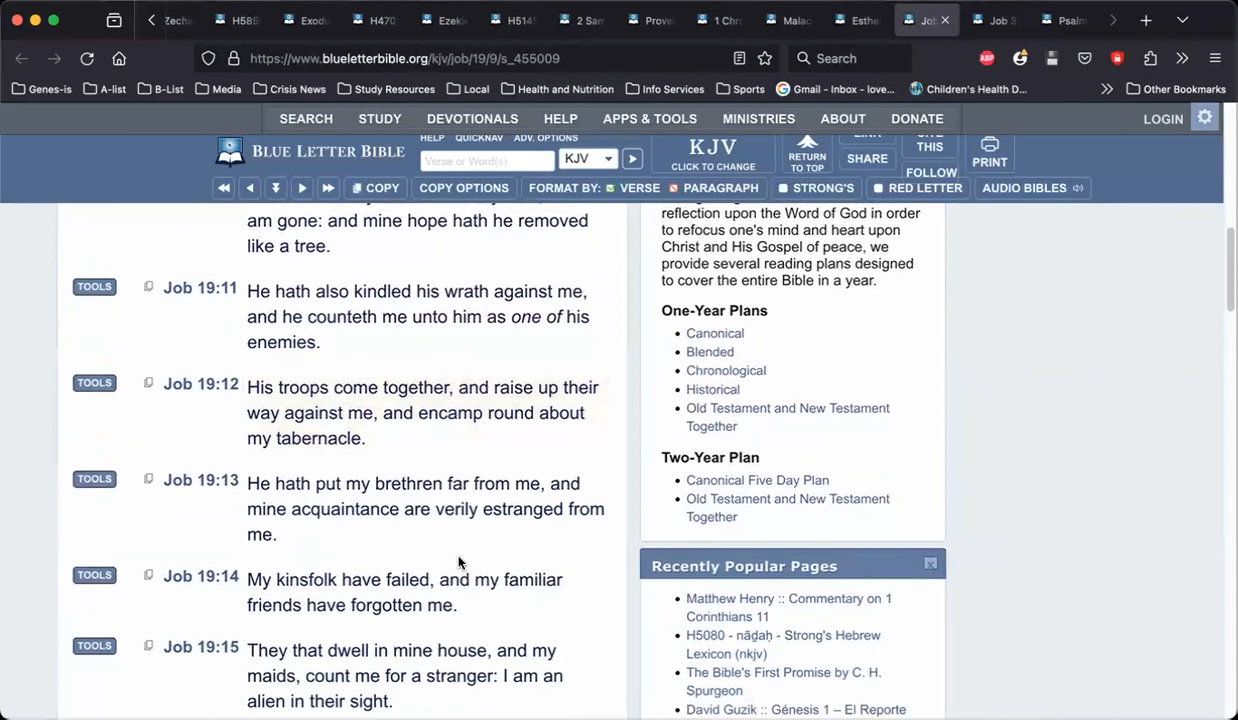 Zecha
H585
Exodu
H470
Ezeki
H5145
2 Sam
Prover
1 Chro
Malac
Esthe
Job
Job 3
Psalm
https://www.blueletterbible.org/kjv/job/19/9/s_455009
Search
ABP
Genes-is
A-list
B-List
Media
Crisis News
Study Resources
Local
Health and Nutrition
Info Services
Sports
Gmail - Inbox - love...
Children's Health D...
Other Bookmarks
SEARCH
STUDY
DEVOTIONALS
HELP
APPS & TOOLS
MINISTRIES
ABOUT
DONATE
LOGIN
BLUE LETTER BIBLE
HELP QUICKNAV ADV. OPTIONS
Verse or Word(s)
KJV
KJV
CLICK TO CHANGE
RETURN
TO TOP
LINK
SHARE
CITE
THIS
FOLLOW
PRINT
COPY
COPY OPTIONS
FORMAT BY:
VERSE
PARAGRAPH
STRONG'S
RED LETTER
AUDIO BIBLES
am gone: and mine hope hath he removed
like a tree.
TOOLS
Job 19:11
He hath also kindled his wrath against me,
and he counteth me unto him as one of his
enemies.
TOOLS
Job 19:12
His troops come together, and raise up their
way against me, and encamp round about
my tabernacle.
TOOLS
Job 19:13
He hath put my brethren far from me, and
mine acquaintance are verily estranged from
me.
TOOLS
Job 19:14
My kinsfolk have failed, and my familiar
friends have forgotten me.
TOOLS
Job 19:15
They that dwell in mine house, and my
maids, count me for a stranger: I am an
alien in their sight.
reflection upon the Word of God in order
to refocus one's mind and heart upon
Christ and His Gospel of peace, we
provide several reading plans designed
to cover the entire Bible in a year.
One-Year Plans
Canonical
Blended
Chronological
Historical
Old Testament and New Testament
Together
Two-Year Plan
Canonical Five Day Plan
Old Testament and New Testament
Together
Recently Popular Pages
Matthew Henry :: Commentary on 1
Corinthians 11
H5080 - nāḏaḥ - Strong's Hebrew
Lexicon (nkjv)
The Bible's First Promise by C. H.
Spurgeon
David Guzik :: Génesis 1 – El Reporte